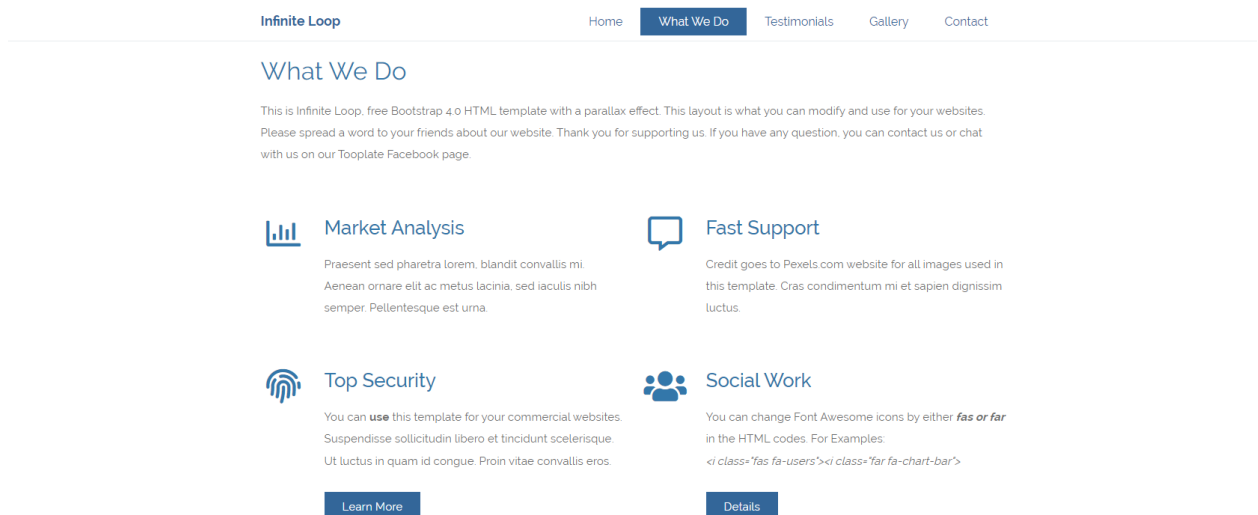 Infinite Loop
Home
What We Do
Testimonials
Gallery
Contact
What We Do
This is Infinite Loop, free Bootstrap 4.0 HTML template with a parallax effect. This layout is what you can modify and use for your websites.
Please spread a word to your friends about our website. Thank you for supporting us. If you have any question, you can contact us or chat
with us on our Tooplate Facebook page.
Market Analysis
Praesent sed pharetra lorem, blandit convallis mi.
Aenean ornare elit ac metus lacinia, sed iaculis nibh
semper. Pellentesque est urna.
Fast Support
Credit goes to Pexels.com website for all images used in
this template. Cras condimentum mi et sapien dignissim
luctus.
Top Security
You can use this template for your commercial websites.
Suspendisse sollicitudin libero et tincidunt scelerisque.
Ut luctus in quam id congue. Proin vitae convallis eros.
Learn More
Social Work
You can change Font Awesome icons by either fas or far
in the HTML codes. For Examples:
<i class="fas fa-users"><i class="far fa-chart-bar">
Details